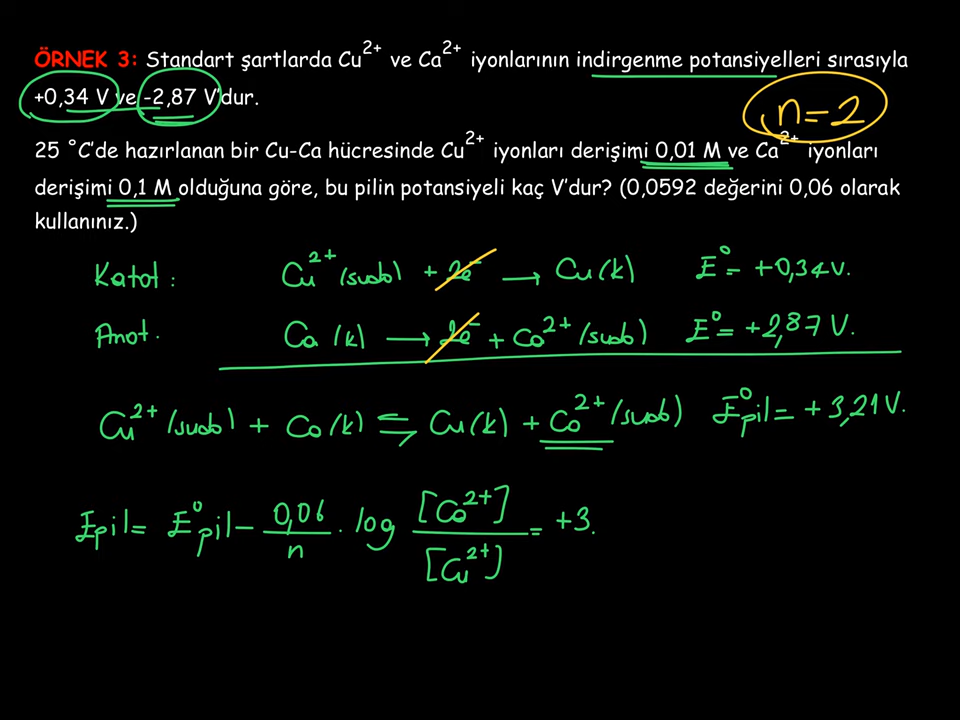 ÖRNEK 3: Standart şartlarda Cu²⁺ ve Ca²⁺ iyonlarının indirgenme potansiyelleri sırasıyla
+0,34 V ve -2,87 V'dur.
n=2
25 °C'de hazırlanan bir Cu-Ca hücresinde Cu²⁺ iyonları derişimi 0,01 M ve Ca²⁺ iyonları
derişimi 0,1 M olduğuna göre, bu pilin potansiyeli kaç V'dur? (0,0592 değerini 0,06 olarak
kullanınız.)
Katot: Cu²⁺(suda) + 2e⁻ → Cu(k) E°= +0,34V.
Anot. Ca(k) → 2e⁻ + Ca²⁺(suda) E°= +2,87 V.
Cu²⁺(suda) + Ca(k) ⇌ Cu(k) + Ca²⁺(suda) E°pil= +3,21V.
Epil= E°pil - 0,06/n . log [Ca²⁺]/[Cu²⁺] = +3.